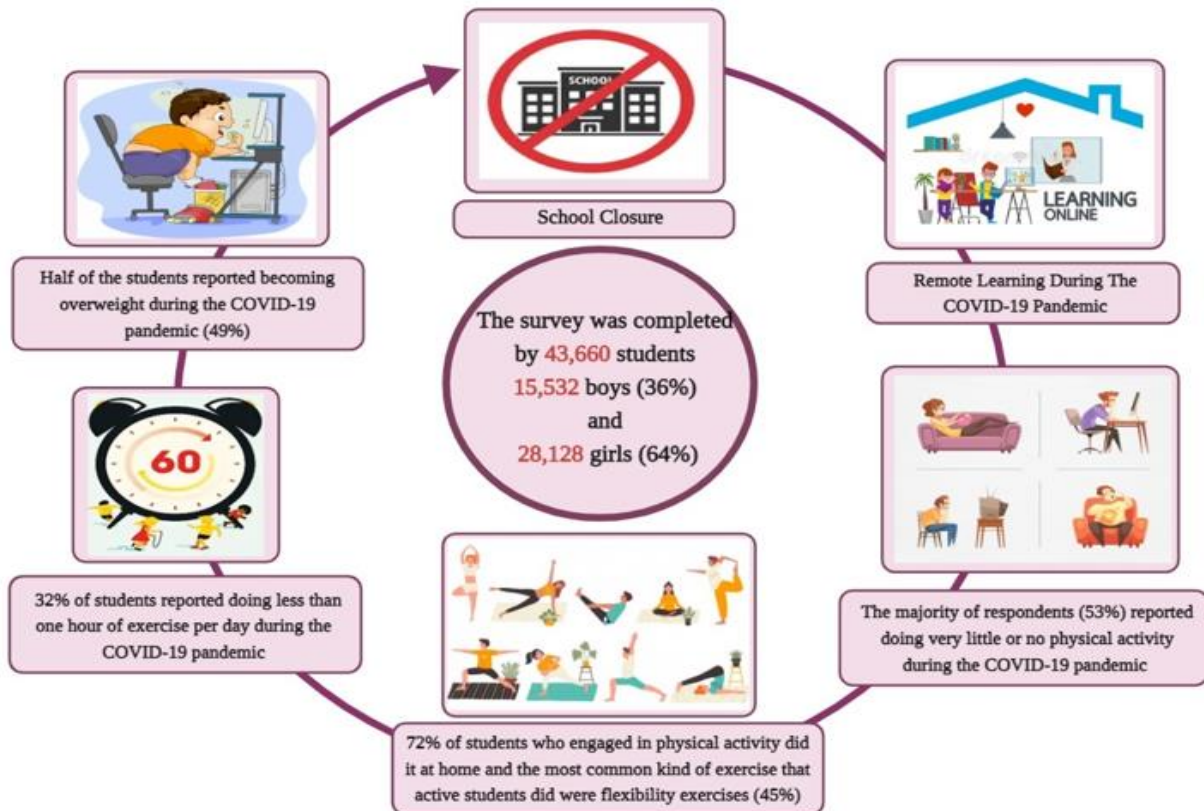 SCHOOL
School Closure
LEARNING
ONLINE
Remote Learning During The
COVID-19 Pandemic
The majority of respondents (53%) reported
doing very little or no physical activity
during the COVID-19 pandemic
72% of students who engaged in physical activity did
it at home and the most common kind of exercise that
active students did were flexibility exercises (45%)
60
32% of students reported doing less than
one hour of exercise per day during the
COVID-19 pandemic
Half of the students reported becoming
overweight during the COVID-19
pandemic (49%)
The survey was completed
by 43,660 students
15,532 boys (36%)
and
28,128 girls (64%)